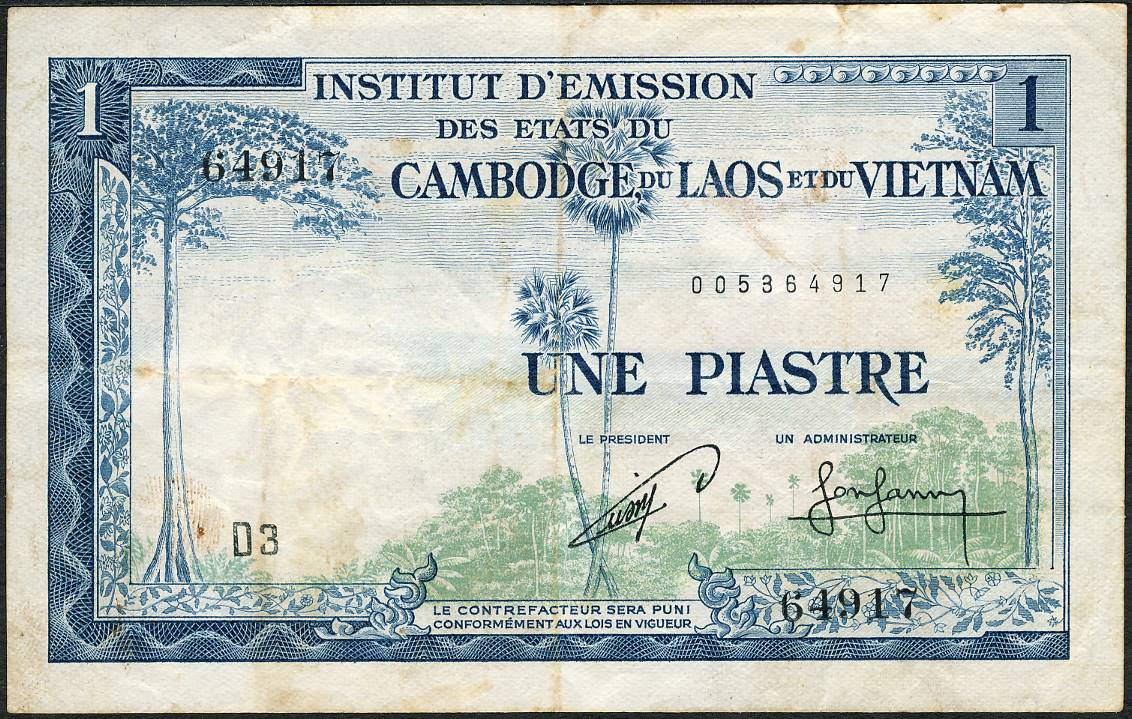 1
INSTITUT D'EMISSION
1
DES ETATS DU
64917
CAMBODGE, DU LAOS ET DU VIETNAM
005364917
UNE PIASTRE
LE PRESIDENT
UN ADMINISTRATEUR
D3
64917
LE CONTREFACTEUR SERA PUNI
CONFORMÉMENT AUX LOIS EN VIGUEUR